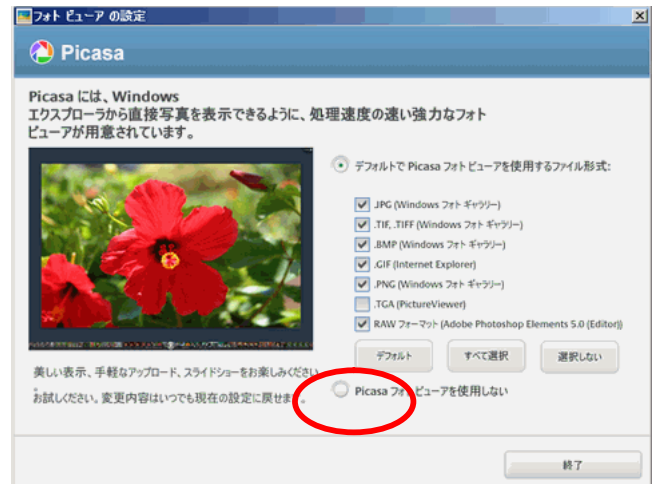 フォト ビューア の設定
Picasa
Picasa には、Windows
エクスプローラから直接写真を表示できるように、処理速度の速い強力なフォト
ビューアが用意されています。
デフォルトで Picasa フォトビューアを使用するファイル形式:
.JPG (Windows フォト ギャラリー)
.TIF, .TIFF (Windows フォト ギャラリー)
.BMP (Windows フォト ギャラリー)
.GIF (Internet Explorer)
.PNG (Windows フォト ギャラリー)
.TGA (PictureViewer)
RAW フォーマット (Adobe Photoshop Elements 5.0 (Editor))
デフォルト
すべて選択
選択しない
美しい表示、手軽なアップロード、スライドショーをお楽しみください
お試しください。変更内容はいつでも現在の設定に戻せます。
Picasa フォトビューアを使用しない
終了